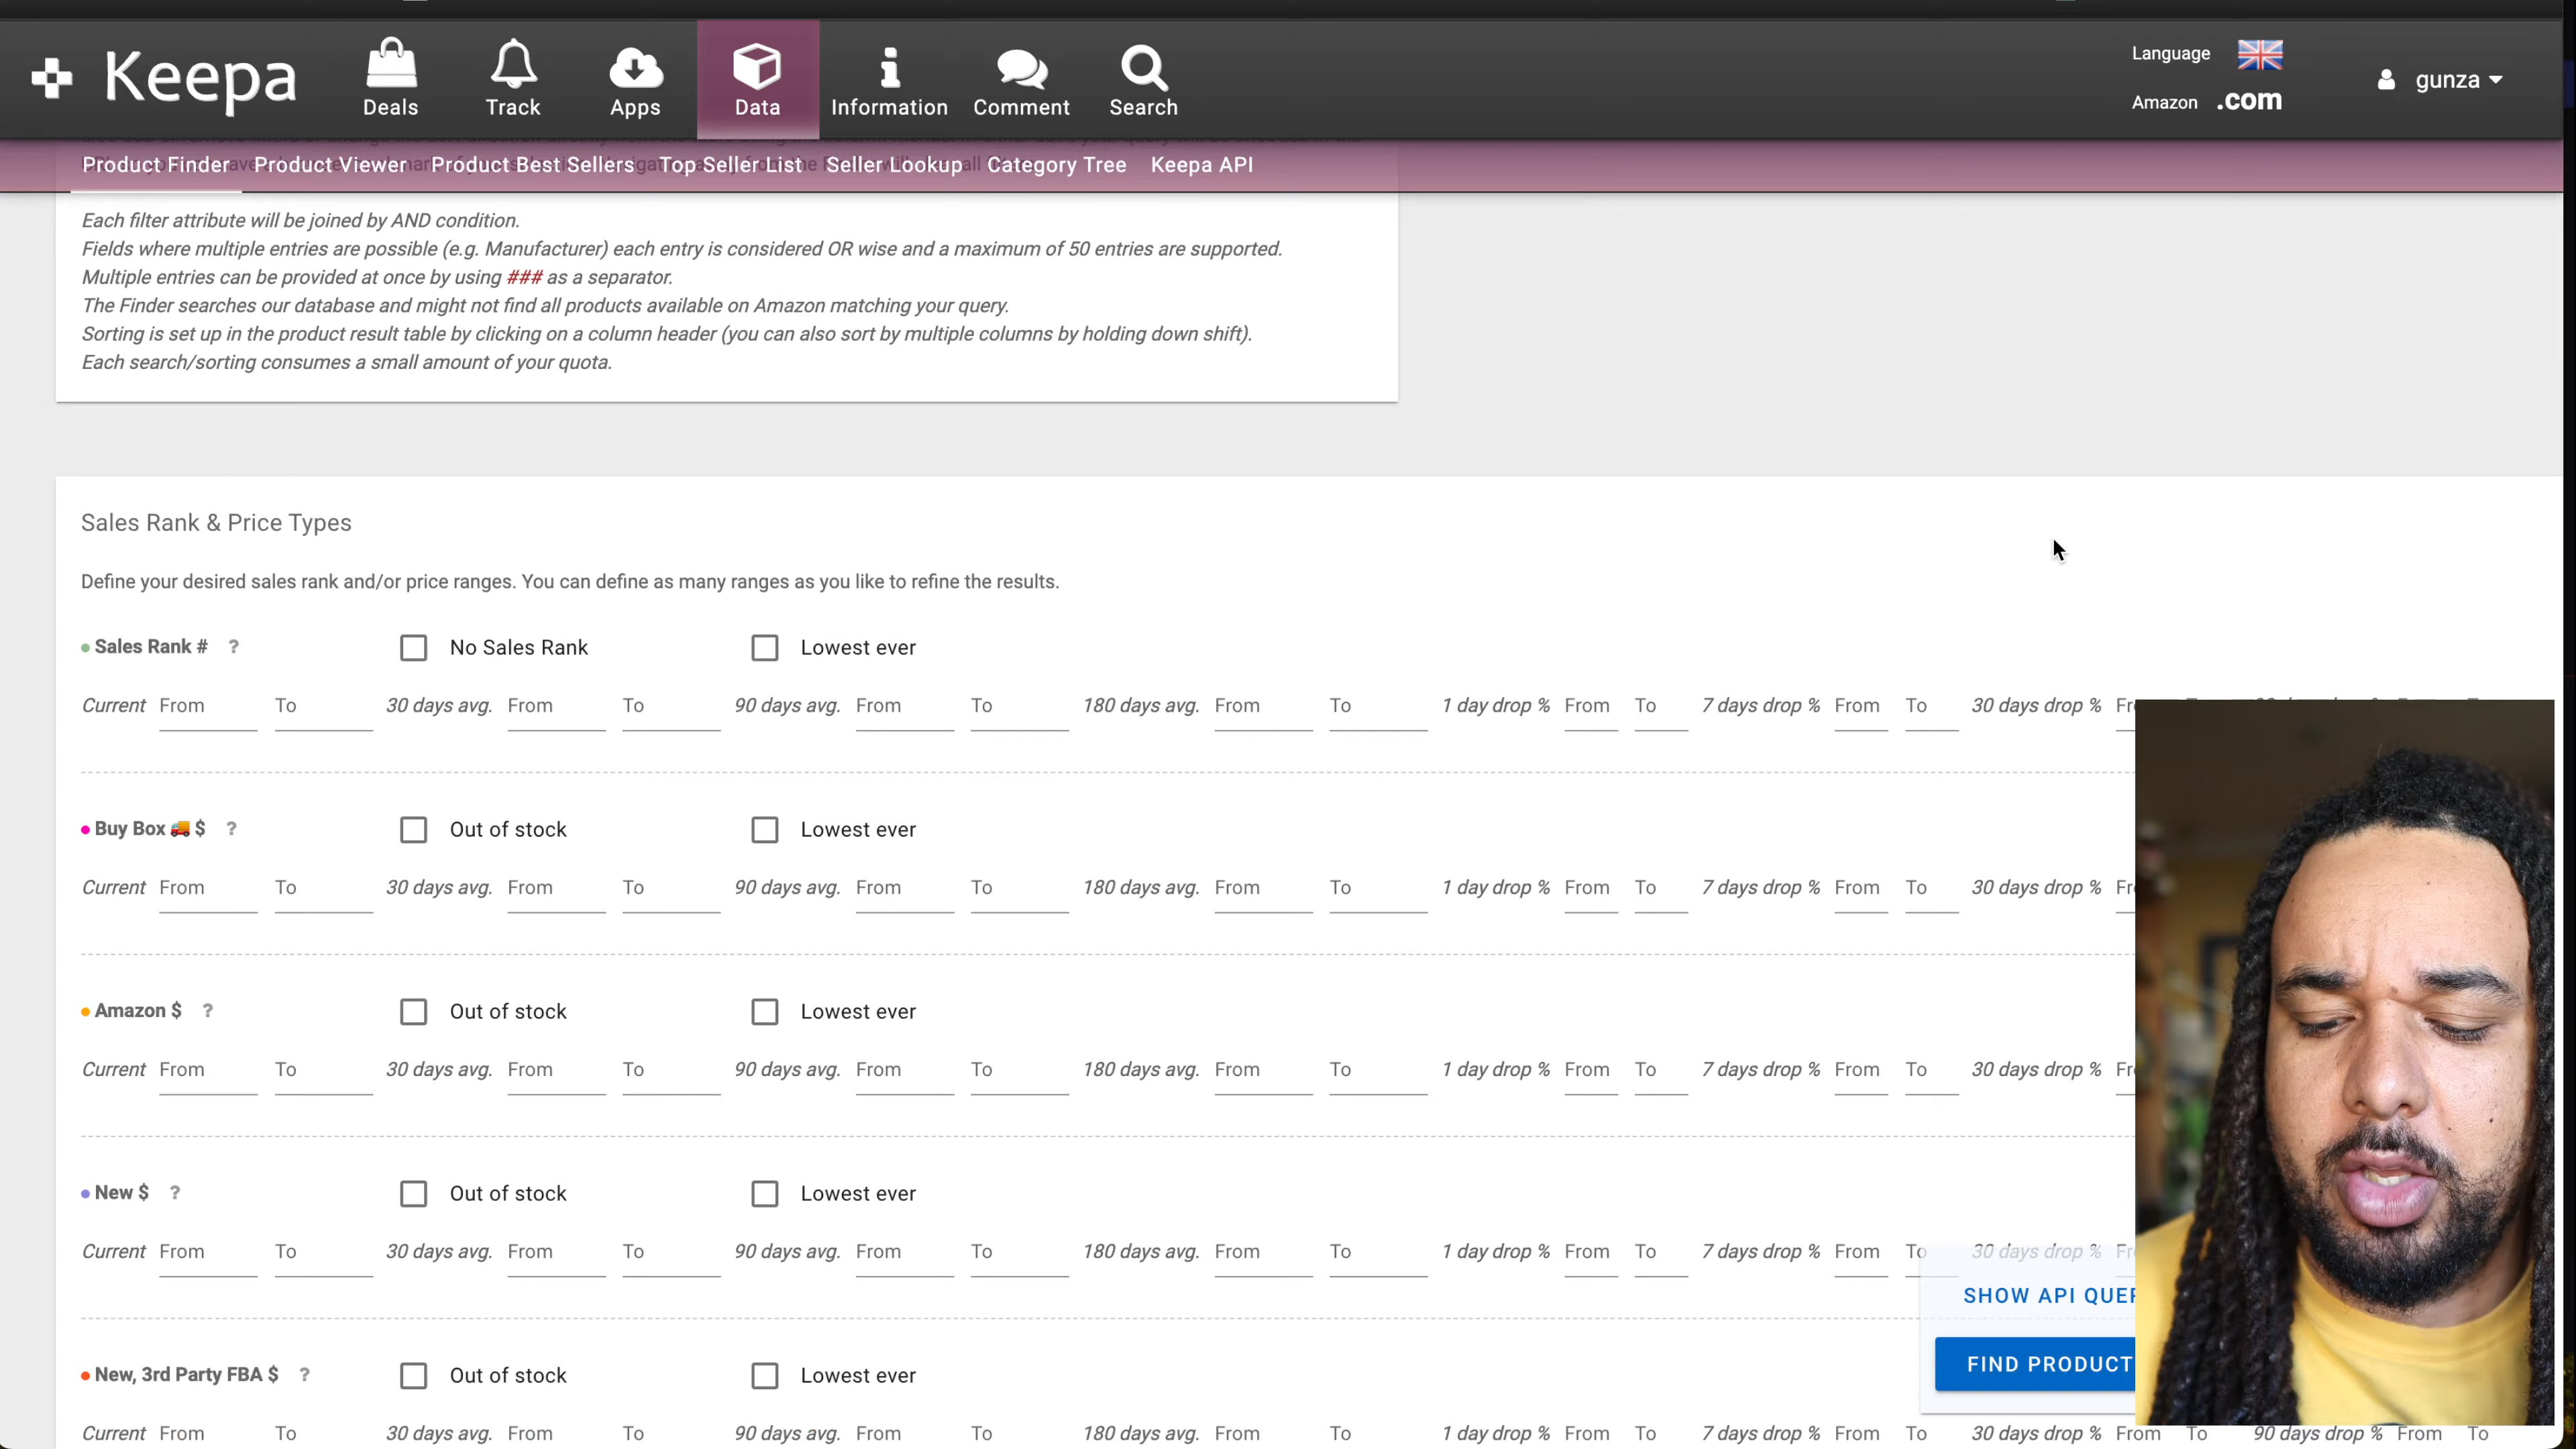 Keepa
Deals
Track
Apps
Data
Information
Comment
Search
Language
Amazon .com
gunza
Product Finder Product Viewer Product Best Sellers Top Seller List Seller Lookup Category Tree Keepa API
Each filter attribute will be joined by AND condition.
Fields where multiple entries are possible (e.g. Manufacturer) each entry is considered OR wise and a maximum of 50 entries are supported.
Multiple entries can be provided at once by using ### as a separator.
The Finder searches our database and might not find all products available on Amazon matching your query.
Sorting is set up in the product result table by clicking on a column header (you can also sort by multiple columns by holding down shift).
Each search/sorting consumes a small amount of your quota.
Sales Rank & Price Types
Define your desired sales rank and/or price ranges. You can define as many ranges as you like to refine the results.
Sales Rank # ? No Sales Rank Lowest ever
Current From To 30 days avg. From To 90 days avg. From To 180 days avg. From To 1 day drop % From To 7 days drop % From To 30 days drop %
Buy Box 🚚 $ ? Out of stock Lowest ever
Current From To 30 days avg. From To 90 days avg. From To 180 days avg. From To 1 day drop % From To 7 days drop % From To 30 days drop %
Amazon $ ? Out of stock Lowest ever
Current From To 30 days avg. From To 90 days avg. From To 180 days avg. From To 1 day drop % From To 7 days drop % From To 30 days drop %
New $ ? Out of stock Lowest ever
Current From To 30 days avg. From To 90 days avg. From To 180 days avg. From To 1 day drop % From To 7 days drop % From To 30 days drop %
SHOW API QUER
FIND PRODUCT
New, 3rd Party FBA $ ? Out of stock Lowest ever
Current From To 30 days avg. From To 90 days avg. From To 180 days avg. From To 1 day drop % From To 7 days drop % From To 30 days drop % From To 90 days drop % From To